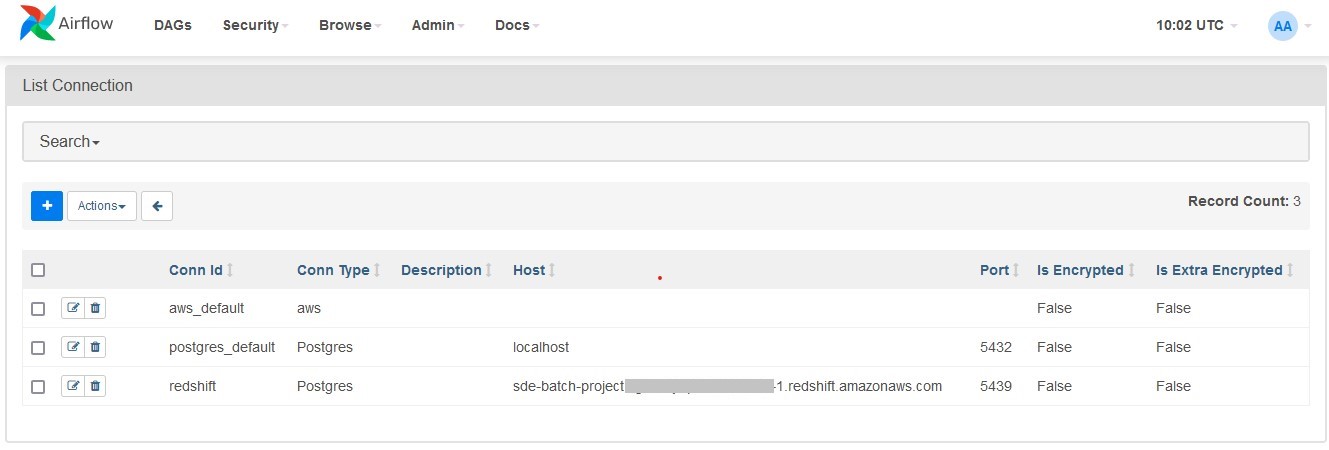 Airflow DAGs Security Browse Admin Docs 10:02 UTC AA
List Connection
Search
+ Actions Record Count: 3
Conn Id Conn Type Description Host Port Is Encrypted Is Extra Encrypted
aws_default aws False False
postgres_default Postgres localhost 5432 False False
redshift Postgres sde-batch-project -1.redshift.amazonaws.com 5439 False False